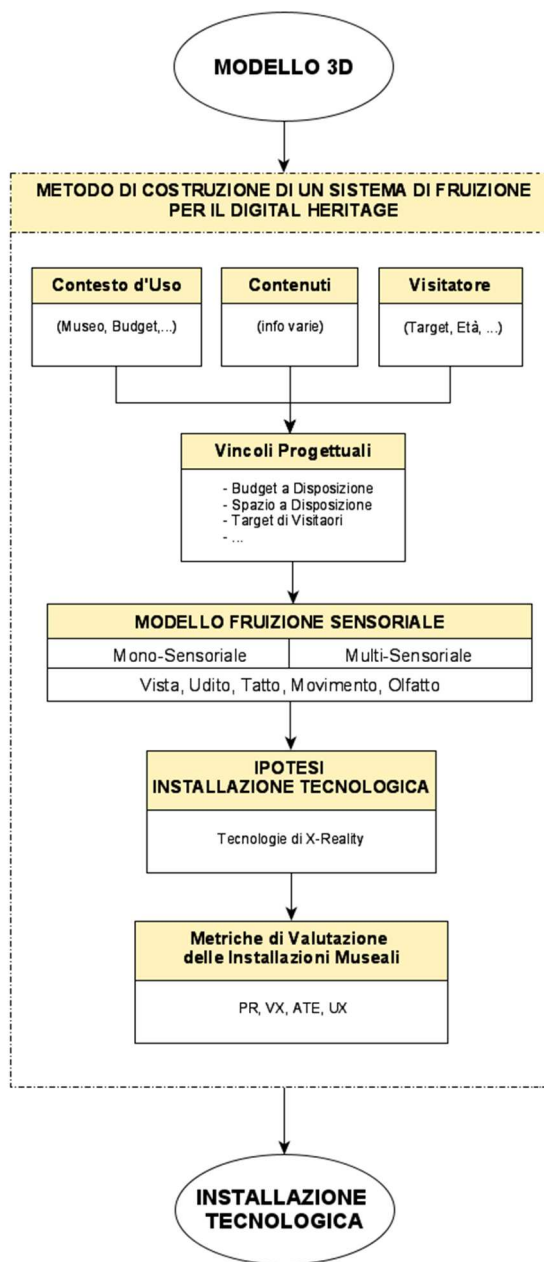 MODELLO 3D
METODO DI COSTRUZIONE DI UN SISTEMA DI FRUIZIONE
PER IL DIGITAL HERITAGE
Contesto d'Uso
(Museo, Budget,...)
Contenuti
(info varie)
Visitatore
(Target, Età, ...)
Vincoli Progettuali
- Budget a Disposizione
- Spazio a Disposizione
- Target di Visitaori
- ...
MODELLO FRUIZIONE SENSORIALE
Mono-Sensoriale
Multi-Sensoriale
Vista, Udito, Tatto, Movimento, Olfatto
IPOTESI
INSTALLAZIONE TECNOLOGICA
Tecnologie di X-Reality
Metriche di Valutazione
delle Installazioni Museali
PR, VX, ATE, UX
INSTALLAZIONE
TECNOLOGICA